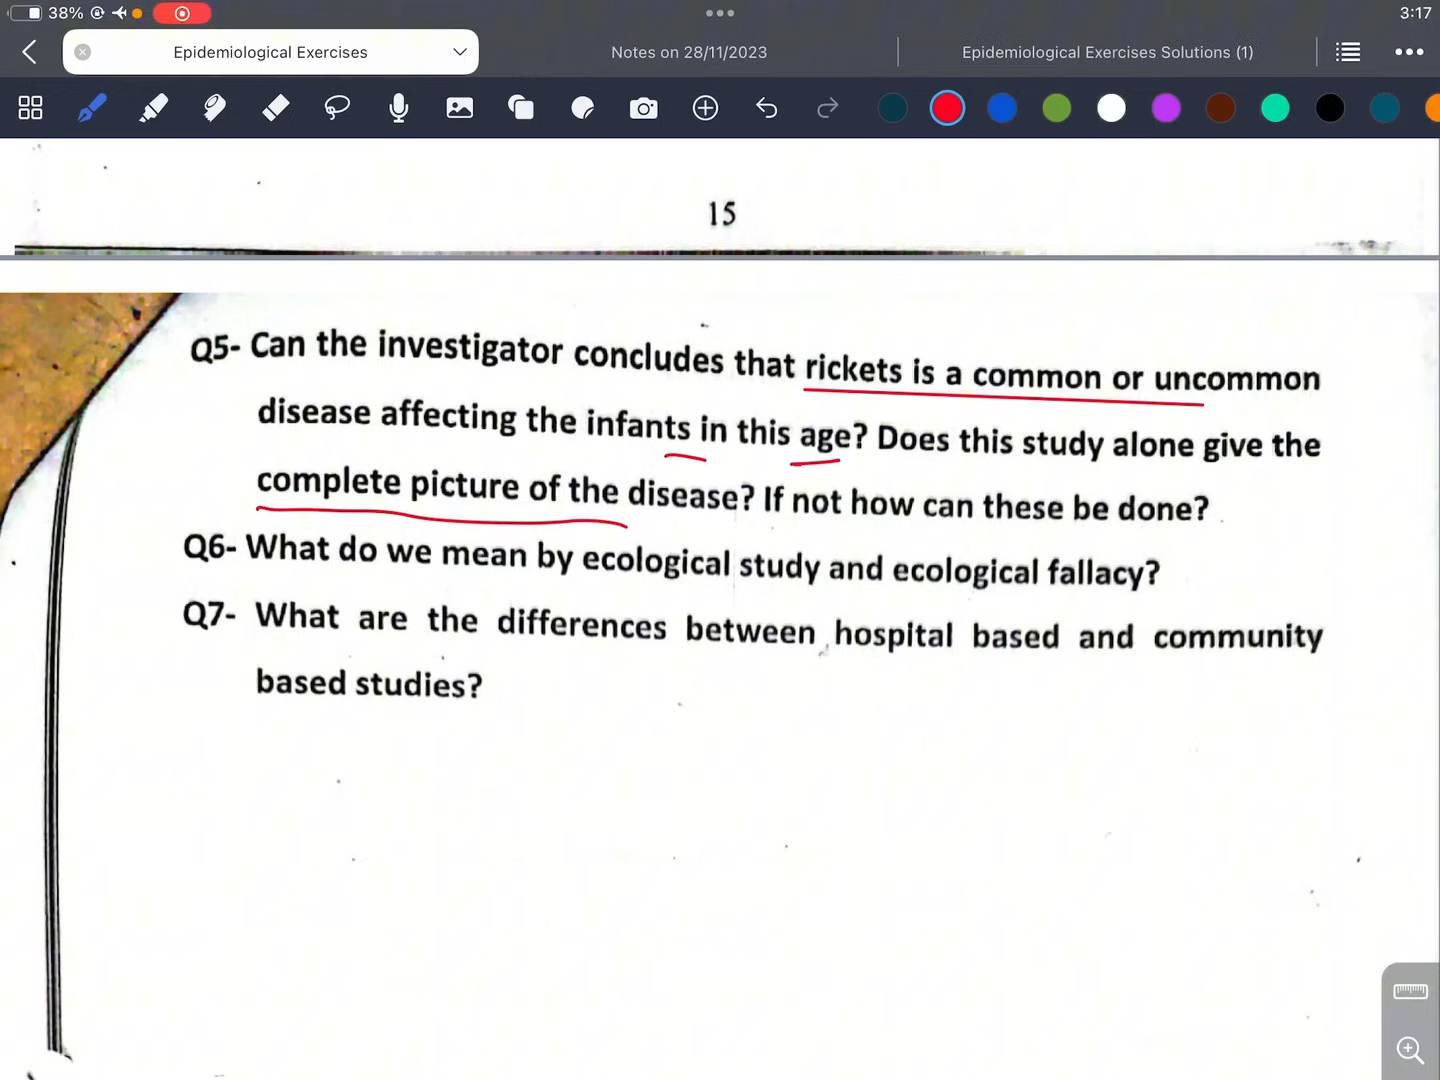 38%
3:17
Epidemiological Exercises
Notes on 28/11/2023
Epidemiological Exercises Solutions (1)
15
Q5- Can the investigator concludes that rickets is a common or uncommon
disease affecting the infants in this age? Does this study alone give the
complete picture of the disease? If not how can these be done?
Q6- What do we mean by ecological study and ecological fallacy?
Q7- What are the differences between hospital based and community
based studies?